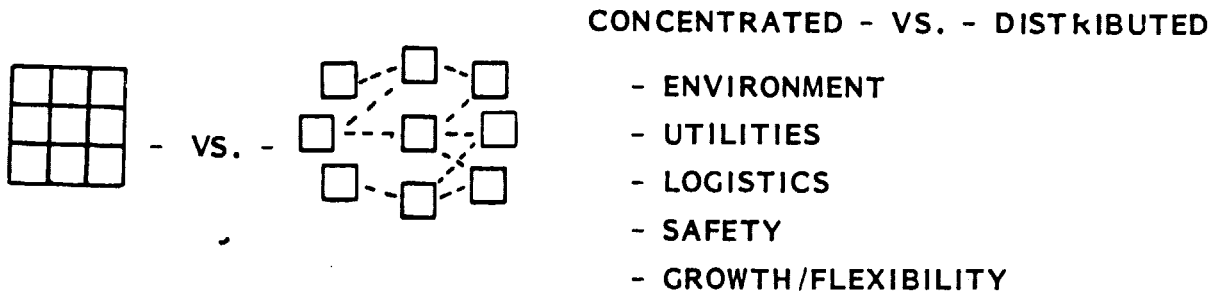 CONCENTRATED - VS. - DISTRIBUTED
- VS. -
- ENVIRONMENT
- UTILITIES
- LOGISTICS
- SAFETY
- GROWTH/FLEXIBILITY